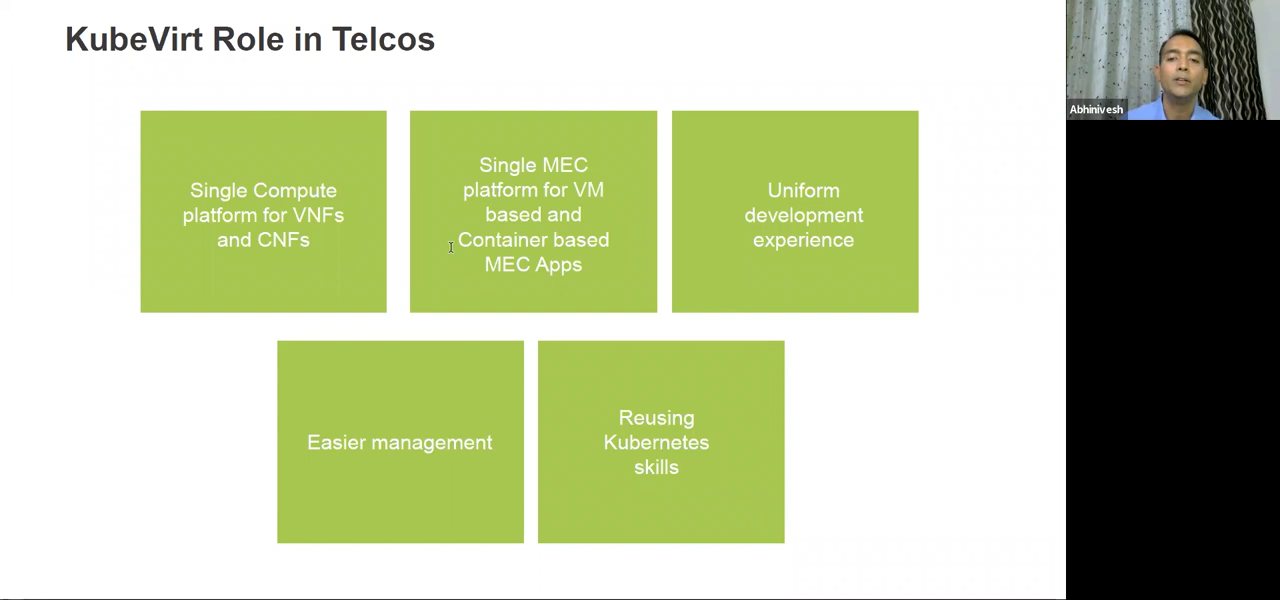 KubeVirt Role in Telcos
Abhinivesh
Single Compute
platform for VNFs
and CNFs
Single MEC
platform for VM
based and
Container based
MEC Apps
Uniform
development
experience
Easier management
Reusing
Kubernetes
skills